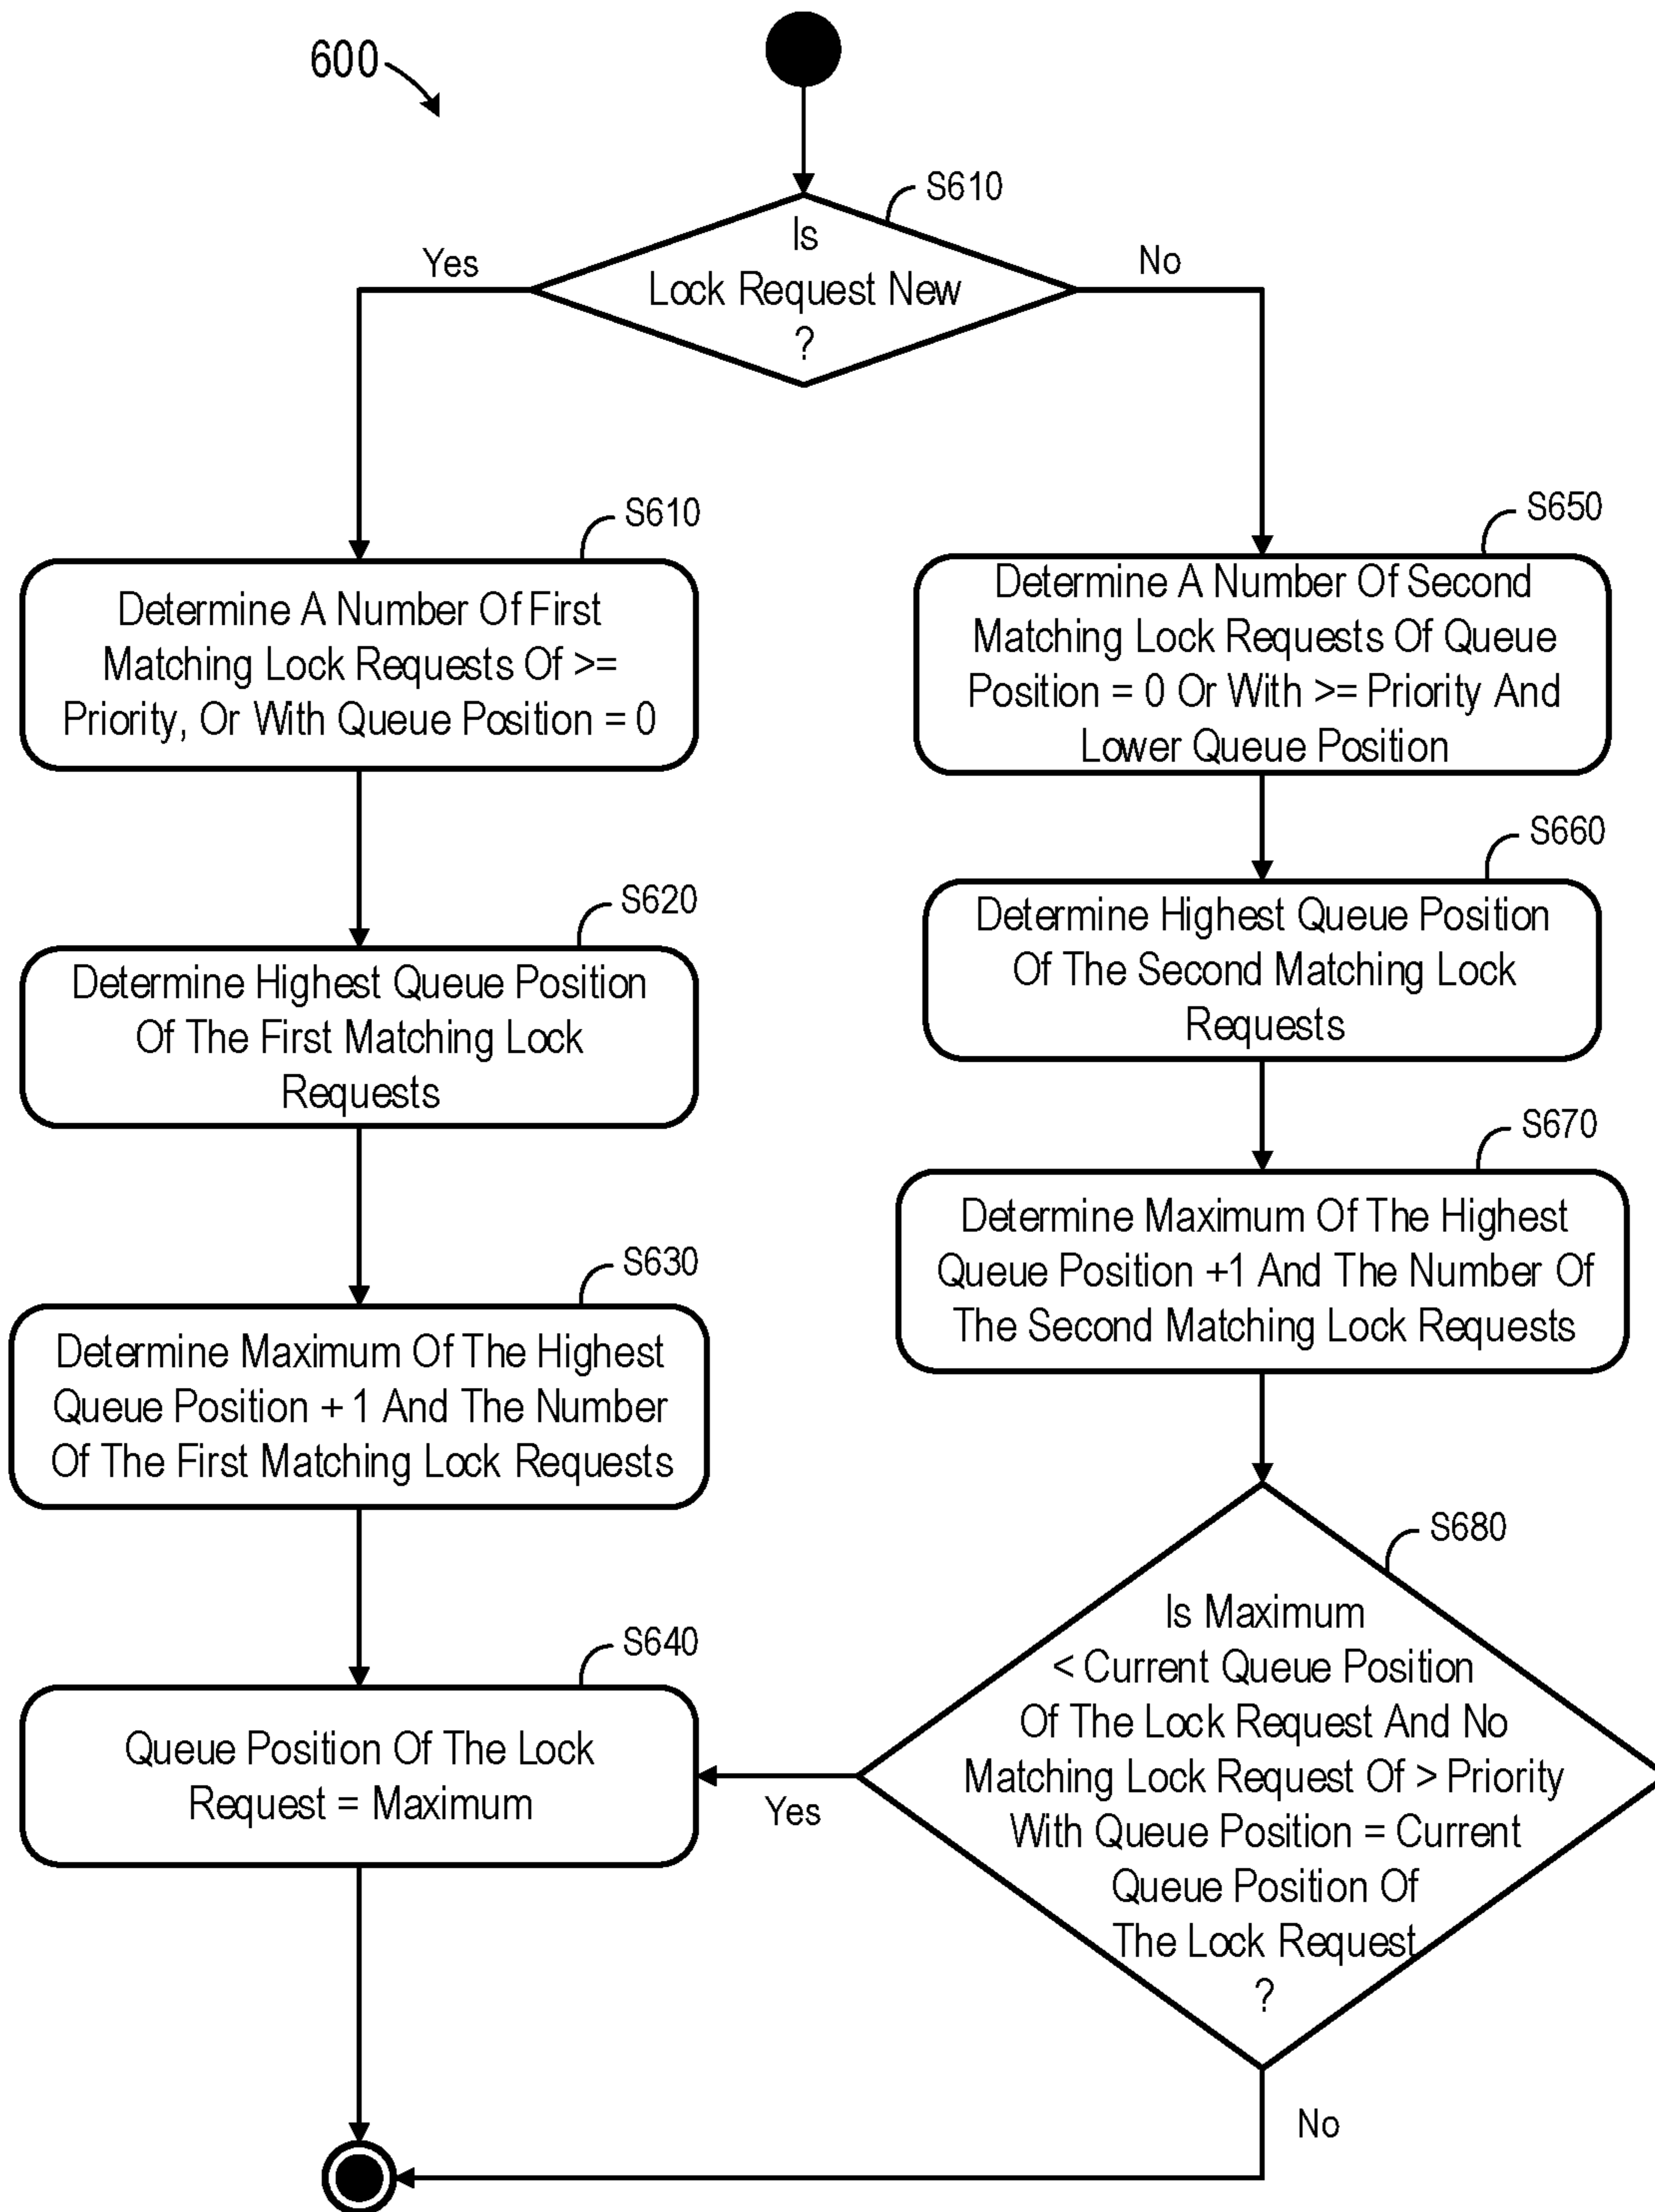 600
S610
Is
Lock Request New
?
Yes
No
S610
Determine A Number Of First
Matching Lock Requests Of >=
Priority, Or With Queue Position = 0
S620
Determine Highest Queue Position
Of The First Matching Lock
Requests
S630
Determine Maximum Of The Highest
Queue Position + 1 And The Number
Of The First Matching Lock Requests
S640
Queue Position Of The Lock
Request = Maximum
S650
Determine A Number Of Second
Matching Lock Requests Of Queue
Position = 0 Or With >= Priority And
Lower Queue Position
S660
Determine Highest Queue Position
Of The Second Matching Lock
Requests
S670
Determine Maximum Of The Highest
Queue Position +1 And The Number Of
The Second Matching Lock Requests
S680
Is Maximum
< Current Queue Position
Of The Lock Request And No
Matching Lock Request Of > Priority
With Queue Position = Current
Queue Position Of
The Lock Request
?
Yes
No